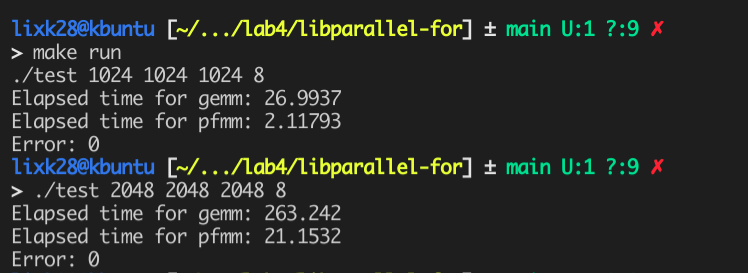 lixk28@kbuntu [~/.../lab4/libparallel-for] ± main U:1 ?:9 ✗
> make run
./test 1024 1024 1024 8
Elapsed time for gemm: 26.9937
Elapsed time for pfmm: 2.11793
Error: 0
lixk28@kbuntu [~/.../lab4/libparallel-for] ± main U:1 ?:9 ✗
> ./test 2048 2048 2048 8
Elapsed time for gemm: 263.242
Elapsed time for pfmm: 21.1532
Error: 0